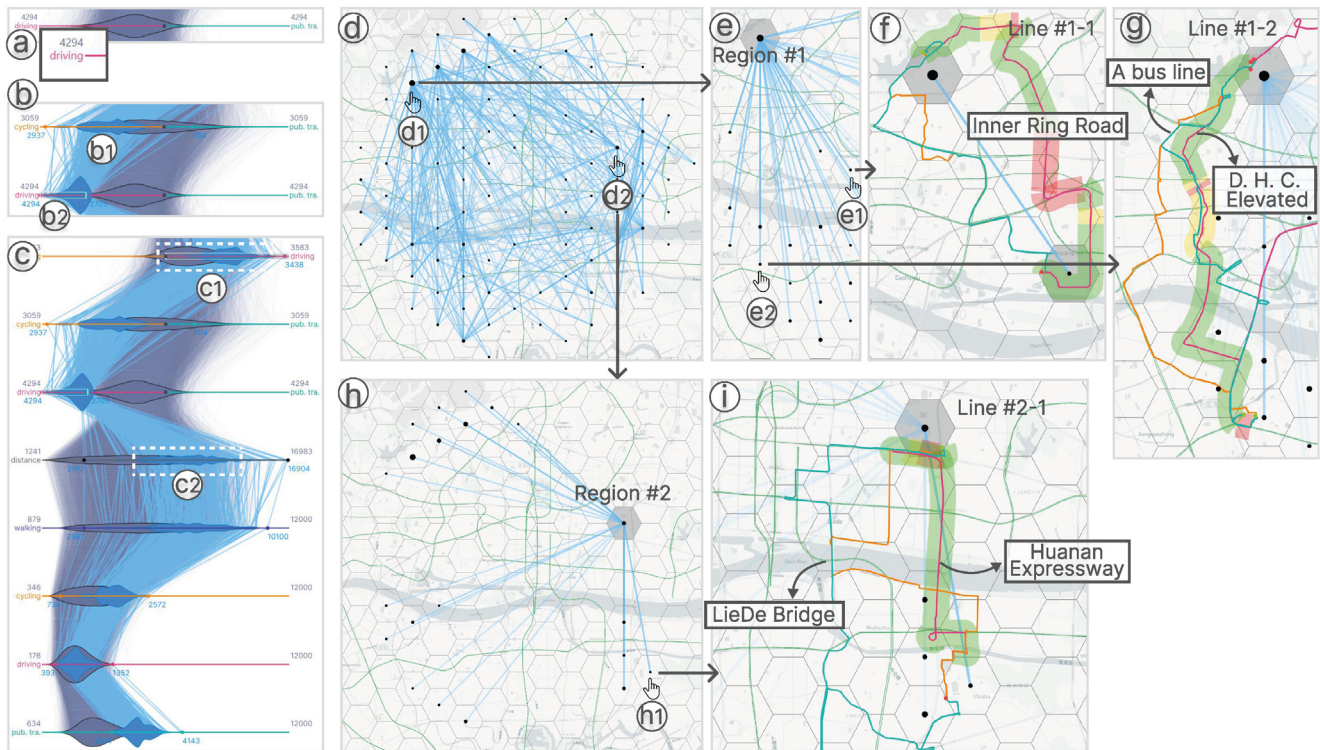 4294
4294
driving
pub. tra.
a
4294
driving
b
3059
3059
cycling
pub. tra.
2937
b1
4294
4294
driving
pub. tra.
4294
b2
c
3563
driving
3438
c1
3059
3059
cycling
pub. tra.
2937
4294
4294
driving
pub. tra.
4294
1241
16983
distance
16904
c2
879
12000
walking
10100
346
12000
cycling
2572
176
12000
driving
393
1352
634
12000
pub. tra.
4143
d
d1
d2
e
Region #1
e1
e2
f
Line #1-1
Inner Ring Road
g
Line #1-2
A bus line
D. H. C.
Elevated
h
Region #2
h1
i
Line #2-1
Huanan
Expressway
LieDe Bridge